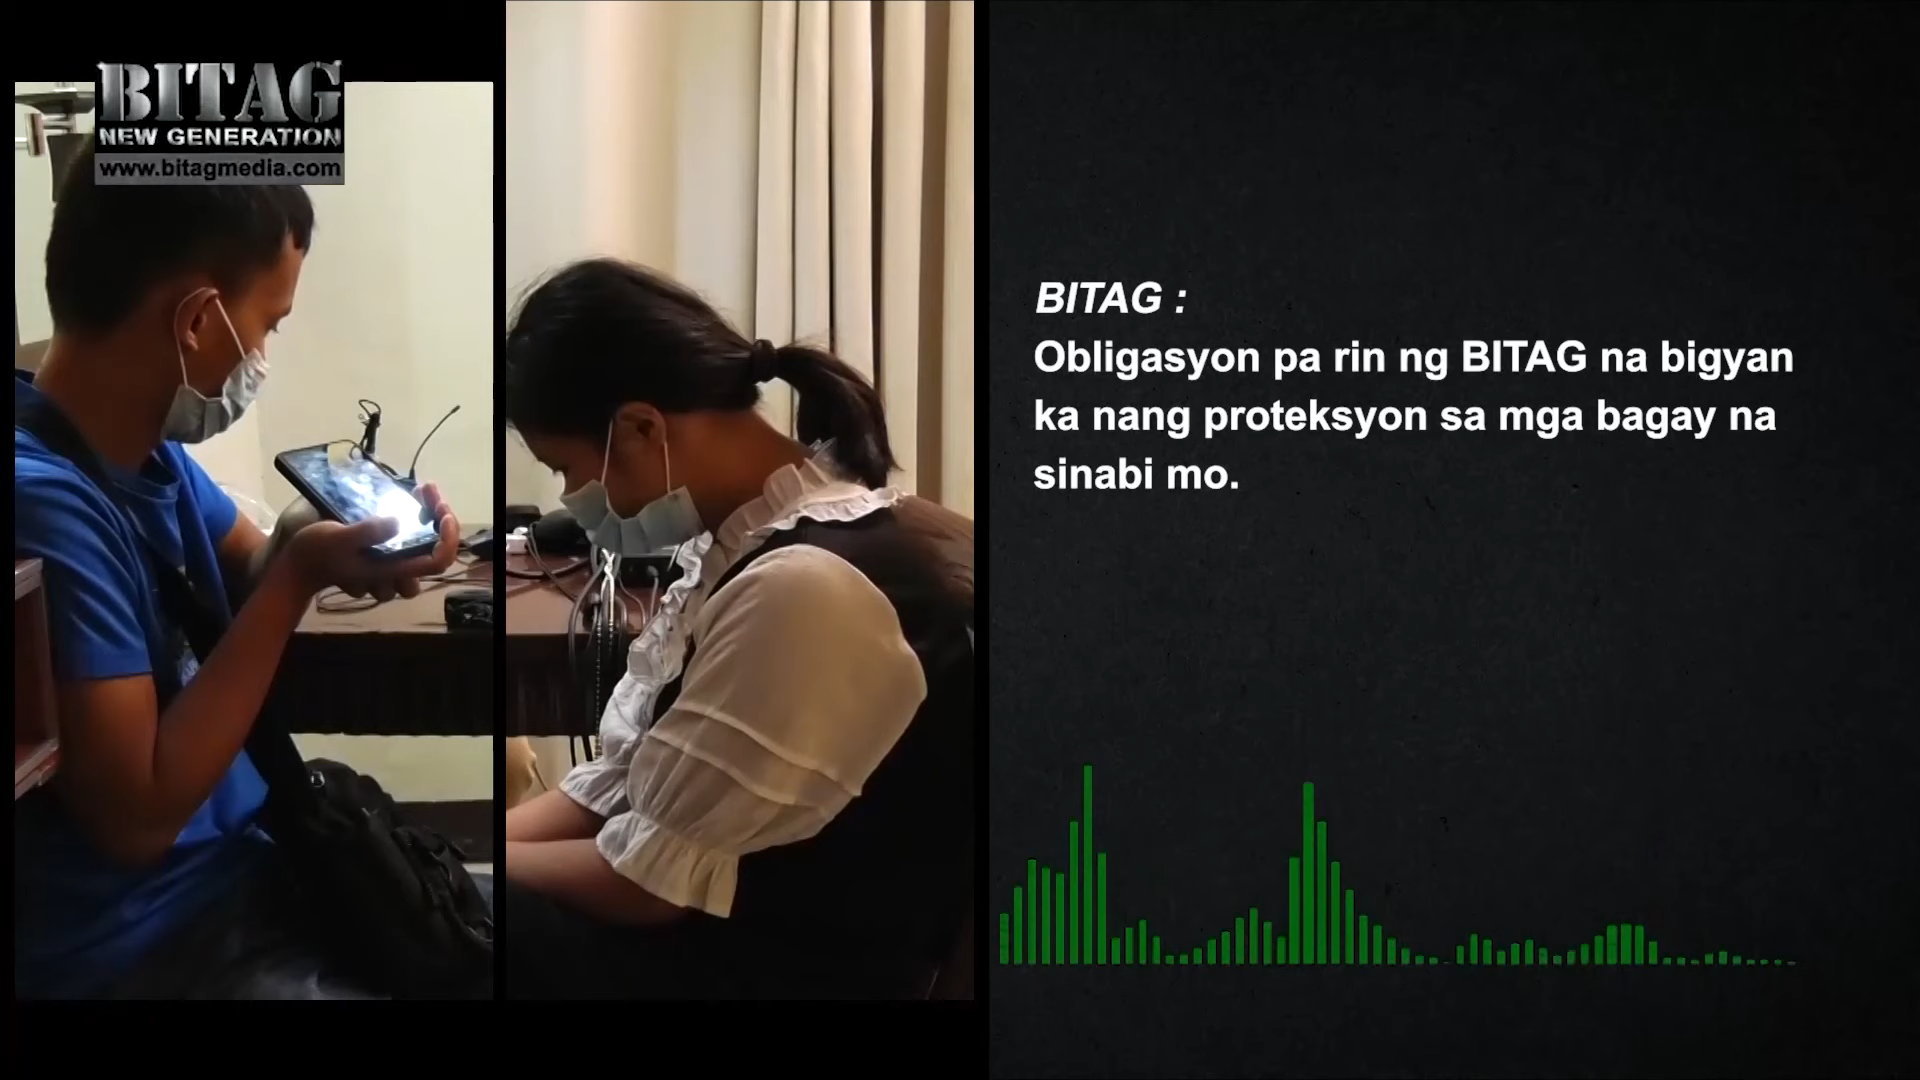 BITAG
NEW GENERATION
www.bitagmedia.com
BITAG :
Obligasyon pa rin ng BITAG na bigyan
ka nang proteksyon sa mga bagay na
sinabi mo.